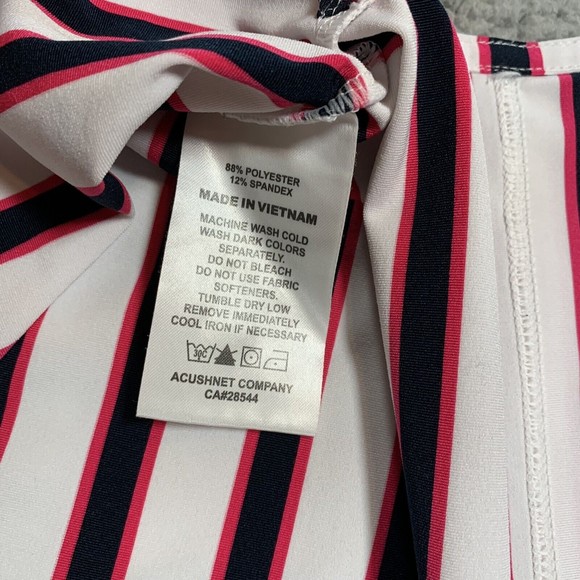 88% POLYESTER
12% SPANDEX
MADE IN VIETNAM
MACHINE WASH COLD
WASH DARK COLORS
SEPARATELY.
DO NOT BLEACH
DO NOT USE FABRIC
SOFTENERS.
TUMBLE DRY LOW
REMOVE IMMEDIATELY
COOL IRON IF NECESSARY
30C
ACUSHNET COMPANY
CA#28544